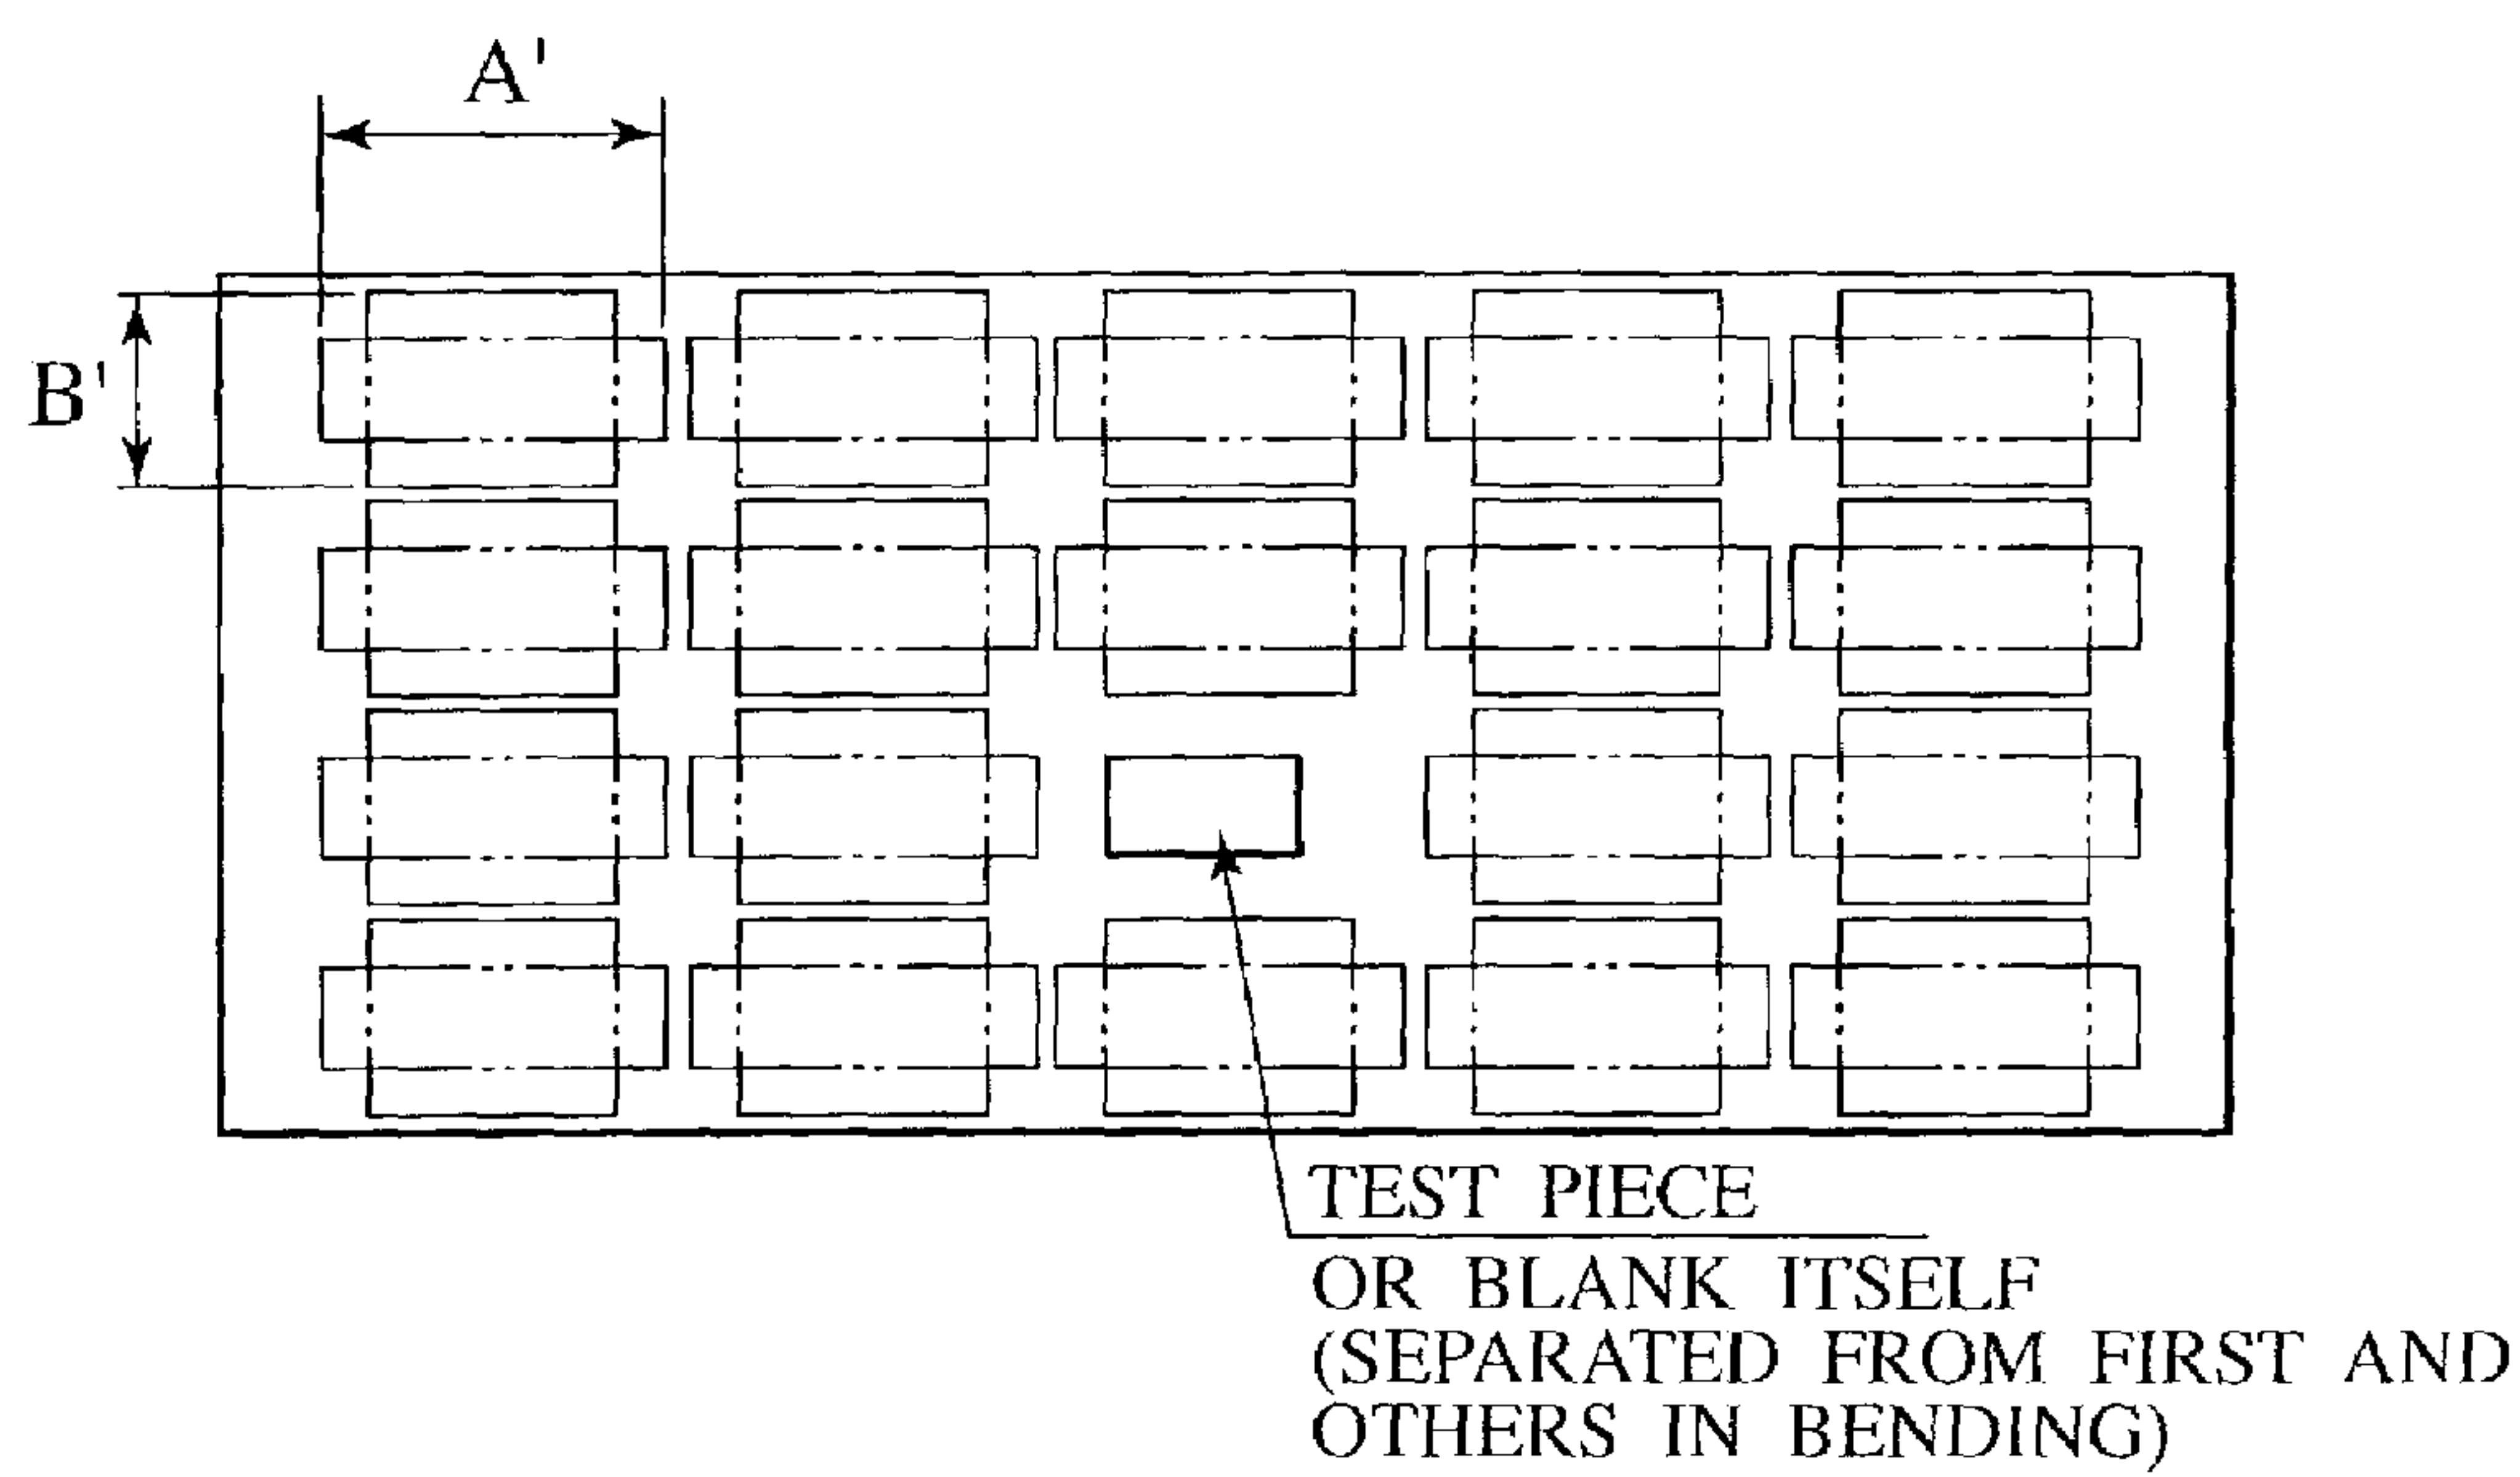 A'
B'
TEST PIECE
OR BLANK ITSELF
(SEPARATED FROM FIRST AND
OTHERS IN BENDING)